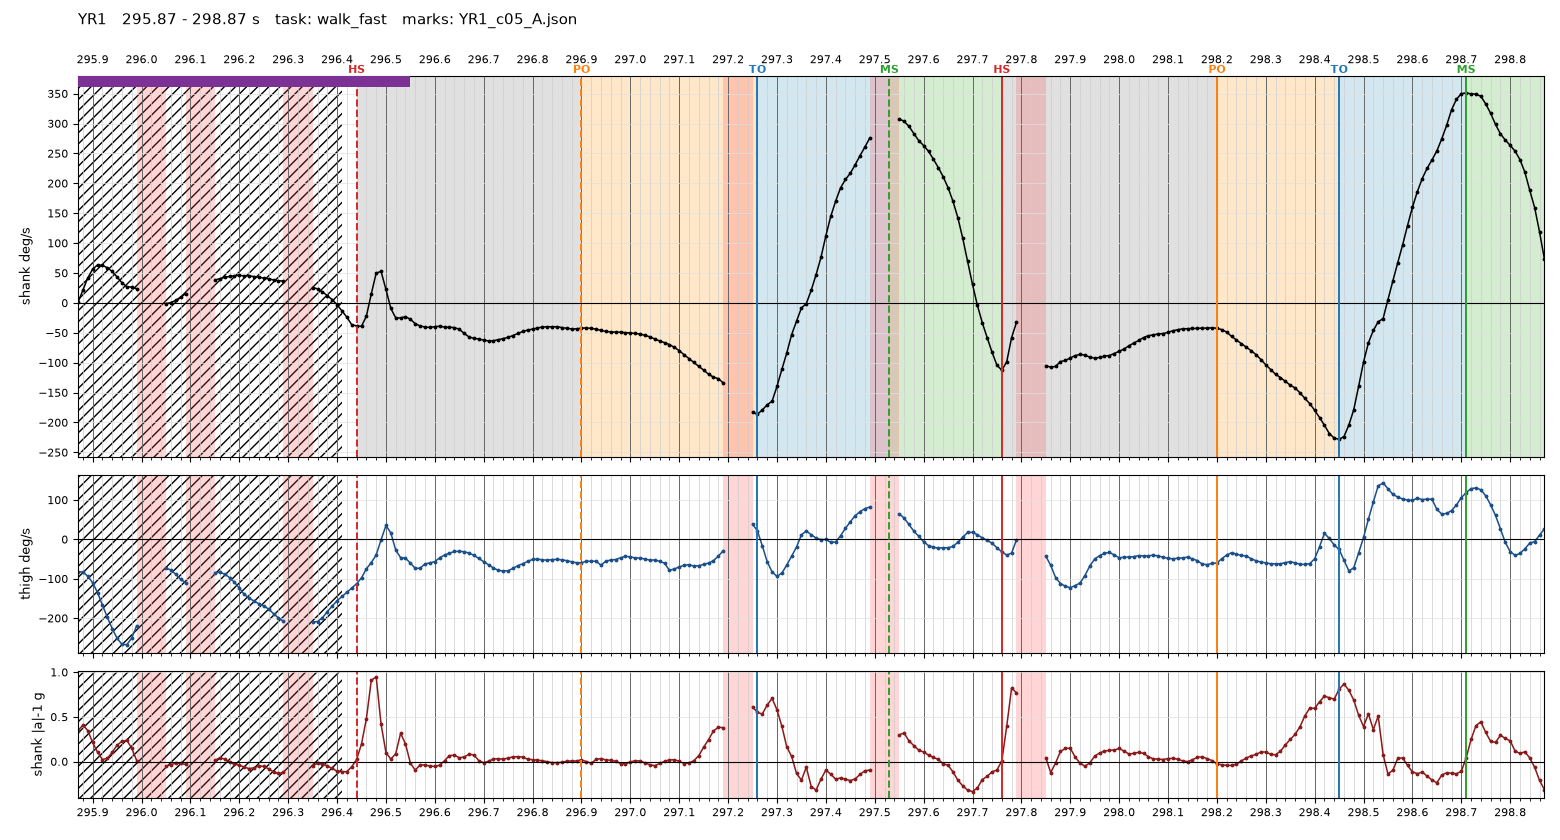 YR1 295.87 - 298.87 s task: walk_fast marks: YR1_c05_A.json
295.9 296.0 296.1 296.2 296.3 296.4 296.5 296.6 296.7 296.8 296.9 297.0 297.1 297.2 297.3 297.4 297.5 297.6 297.7 297.8 297.9 298.0 298.1 298.2 298.3 298.4 298.5 298.6 298.7 298.8
HS PO TO MS HS PO TO MS
shank deg/s
350
300
250
200
150
100
50
0
−50
−100
−150
−200
−250
thigh deg/s
100
0
−100
−200
shank |a|-1 g
1.0
0.5
0.0
295.9 296.0 296.1 296.2 296.3 296.4 296.5 296.6 296.7 296.8 296.9 297.0 297.1 297.2 297.3 297.4 297.5 297.6 297.7 297.8 297.9 298.0 298.1 298.2 298.3 298.4 298.5 298.6 298.7 298.8